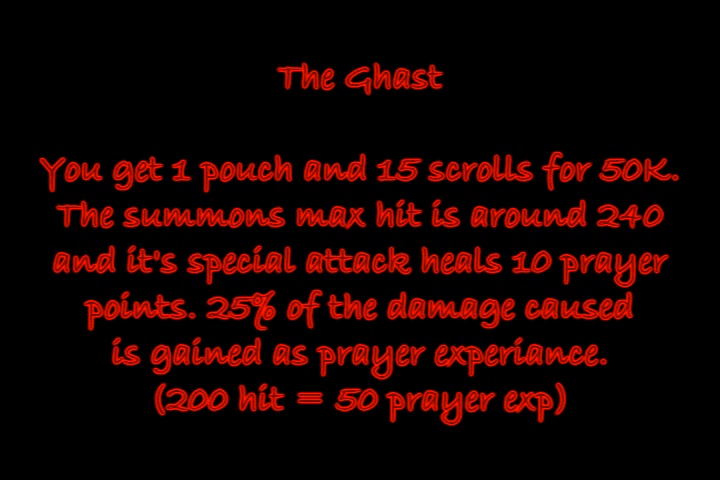 The Ghast
You get 1 pouch and 15 scrolls for 50K.
The summons max hit is around 240
and it's special attack heals 10 prayer
points. 25% of the damage caused
is gained as prayer experiance.
(200 hit = 50 prayer exp)